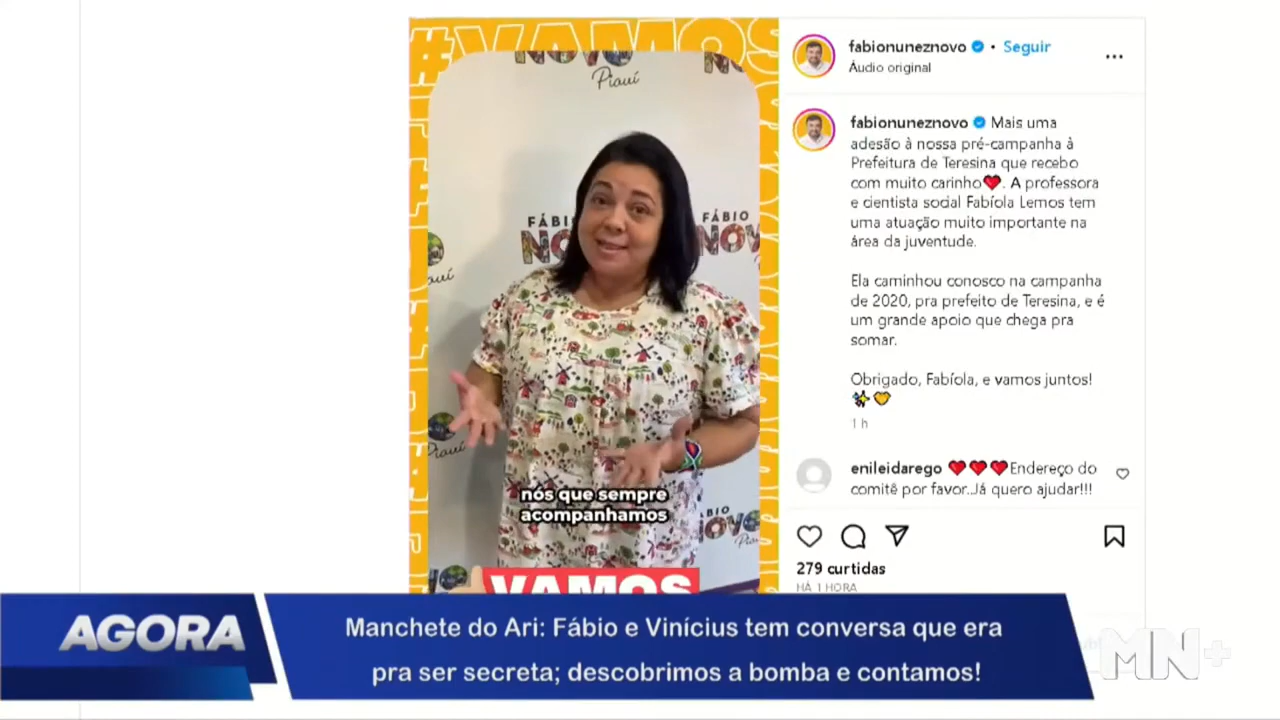 #VAMOS
NOVO
Piauí
FÁBIO
NOVO
FÁBIO
NOVO
nós que sempre
acompanhamos
FÁBIO
NOVO
VAMOS
fabionuneznovo • Seguir
Áudio original
fabionuneznovo Mais uma
adesão à nossa pré-campanha à
Prefeitura de Teresina que recebo
com muito carinho❤. A professora
e cientista social Fabíola Lemos tem
uma atuação muito importante na
área da juventude.
Ela caminhou conosco na campanha
de 2020, pra prefeito de Teresina, e é
um grande apoio que chega pra
somar.
Obrigado, Fabíola, e vamos juntos!
✨💛
1 h
enileidarego ❤❤❤Endereço do
comitê por favor..Já quero ajudar!!!
279 curtidas
HÁ 1 HORA
AGORA
Manchete do Ari: Fábio e Vinícius tem conversa que era
pra ser secreta; descobrimos a bomba e contamos!
MN+